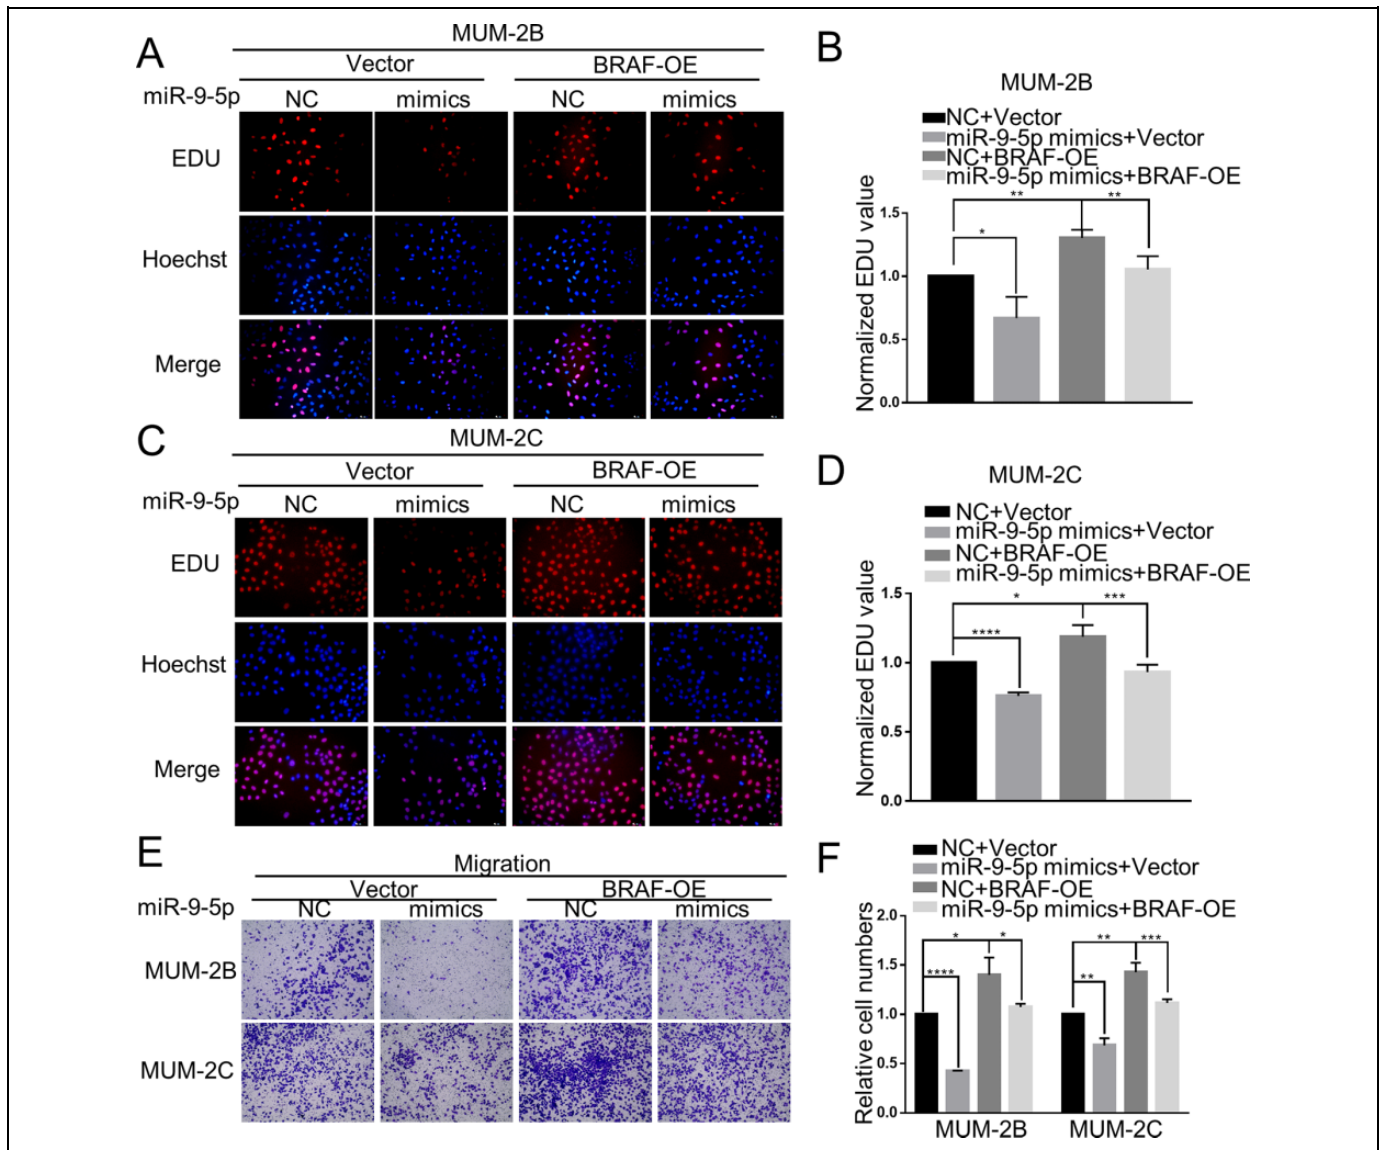 A
MUM-2B
Vector BRAF-OE
miR-9-5p NC mimics NC mimics
EDU
Hoechst
Merge
B
MUM-2B
NC+Vector
miR-9-5p mimics+Vector
NC+BRAF-OE
miR-9-5p mimics+BRAF-OE
Normalized EDU value
1.5
1.0
0.5
0.0
** **
*
C
MUM-2C
Vector BRAF-OE
miR-9-5p NC mimics NC mimics
EDU
Hoechst
Merge
D
MUM-2C
NC+Vector
miR-9-5p mimics+Vector
NC+BRAF-OE
miR-9-5p mimics+BRAF-OE
Normalized EDU value
1.5
1.0
0.5
0.0
* ***
****
E
Migration
Vector BRAF-OE
miR-9-5p NC mimics NC mimics
MUM-2B
MUM-2C
F
NC+Vector
miR-9-5p mimics+Vector
NC+BRAF-OE
miR-9-5p mimics+BRAF-OE
Relative cell numbers
2.0
1.5
1.0
0.5
0.0
* * ** ***
**** **
MUM-2B MUM-2C